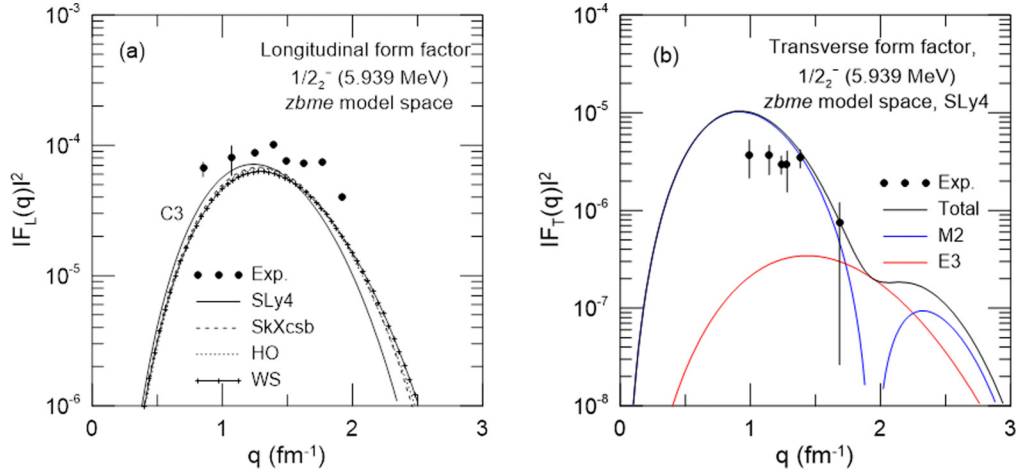 10⁻³
(a)
Longitudinal form factor
1/2₂⁻ (5.939 MeV)
zbme model space
10⁻⁴
|F_L(q)|²
C3
10⁻⁵
Exp.
SLy4
SkXcsb
HO
WS
10⁻⁶
0 1 2 3
q (fm⁻¹)
10⁻⁴
(b)
Transverse form factor,
1/2₂⁻ (5.939 MeV)
zbme model space, SLy4
10⁻⁵
|F_T(q)|²
Exp.
Total
M2
E3
10⁻⁶
10⁻⁷
10⁻⁸
0 1 2 3
q (fm⁻¹)